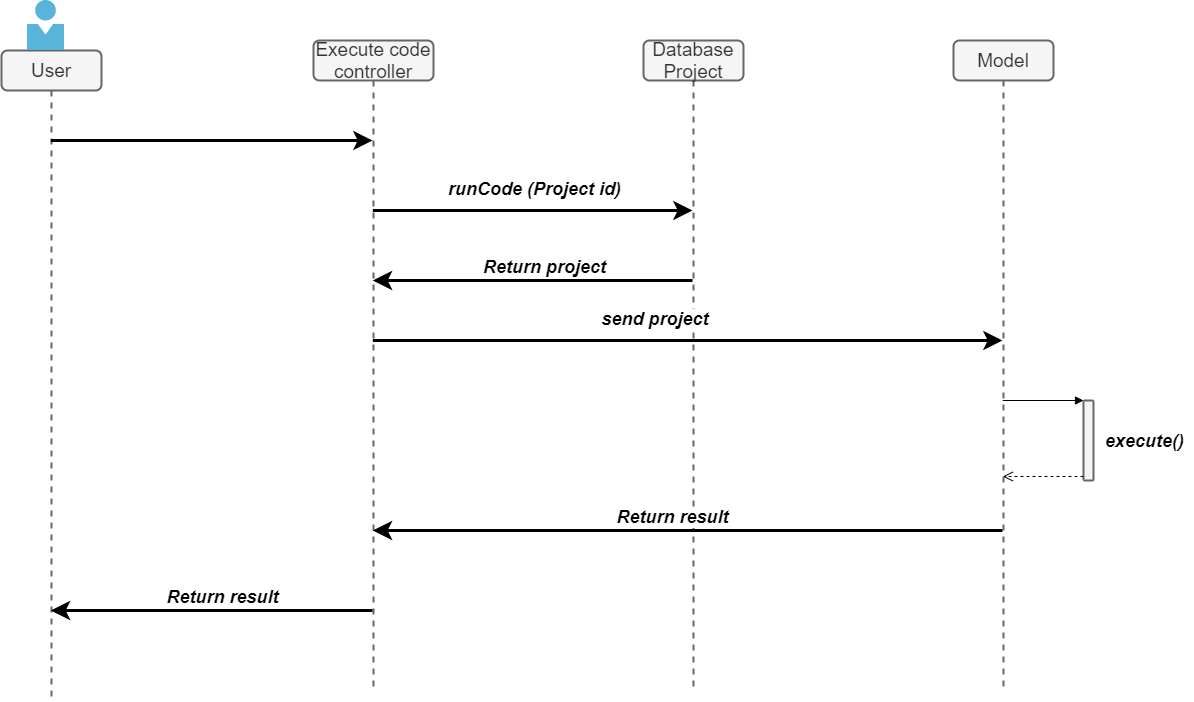 User
Execute code
controller
Database
Project
Model
runCode (Project id)
Return project
send project
execute()
Return result
Return result